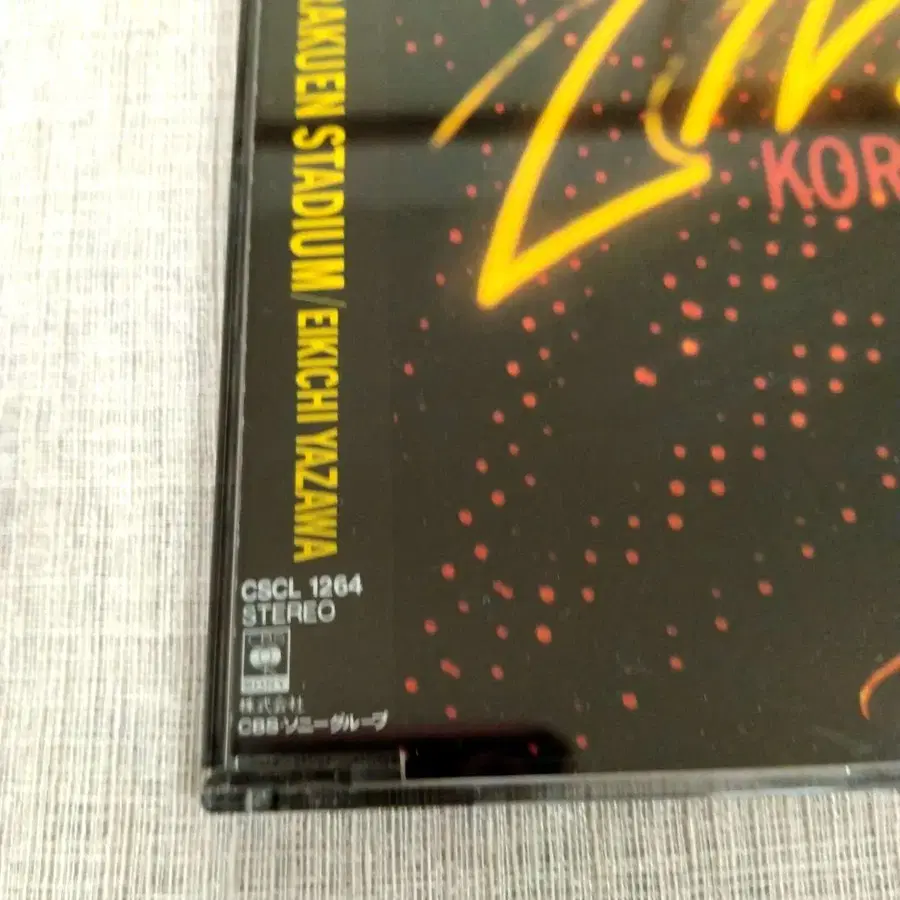 RAKUEN STADIUM/EIKICHI YAZAWA
KOR
CSCL 1264
STEREO
株式会社
CBS・ソニーグループ